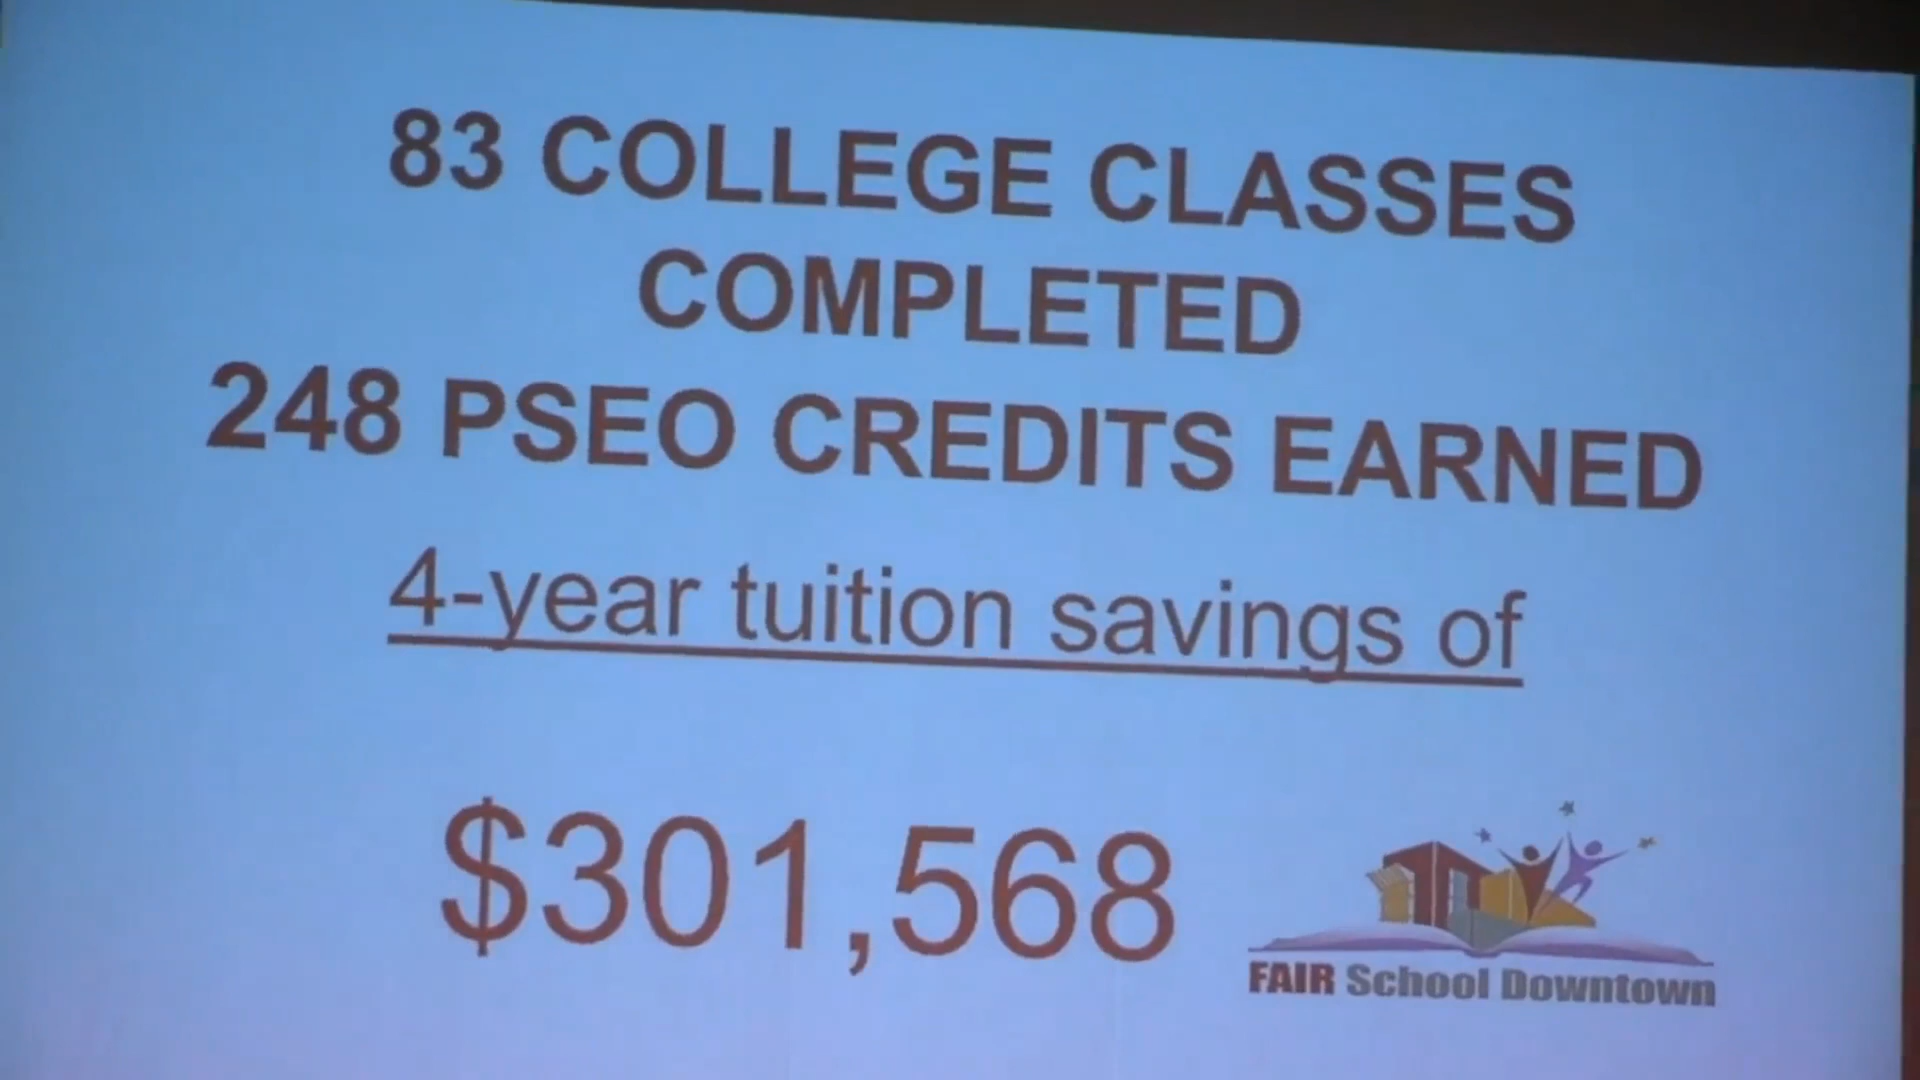 83 COLLEGE CLASSES
COMPLETED
248 PSEO CREDITS EARNED
4-year tuition savings of
$301,568
FAIR School Downtown